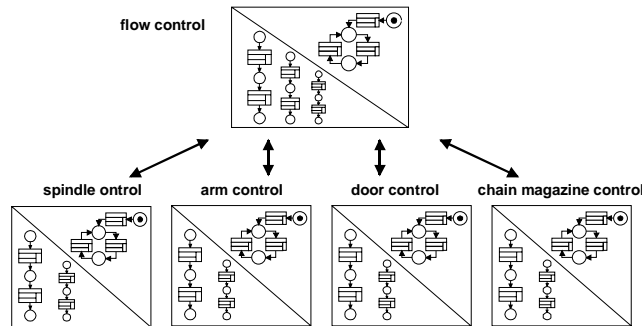 flow control
spindle ontrol
arm control
door control
chain magazine control